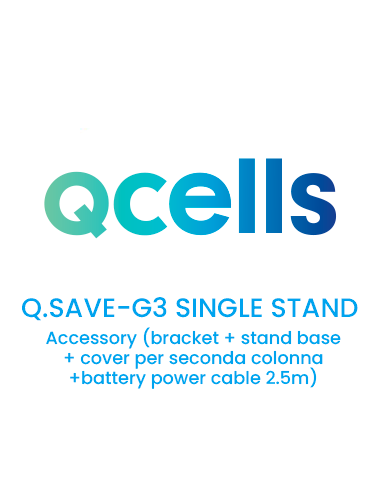 Qcells
Q.SAVE-G3 SINGLE STAND
Accessory (bracket + stand base
+ cover per seconda colonna
+battery power cable 2.5m)